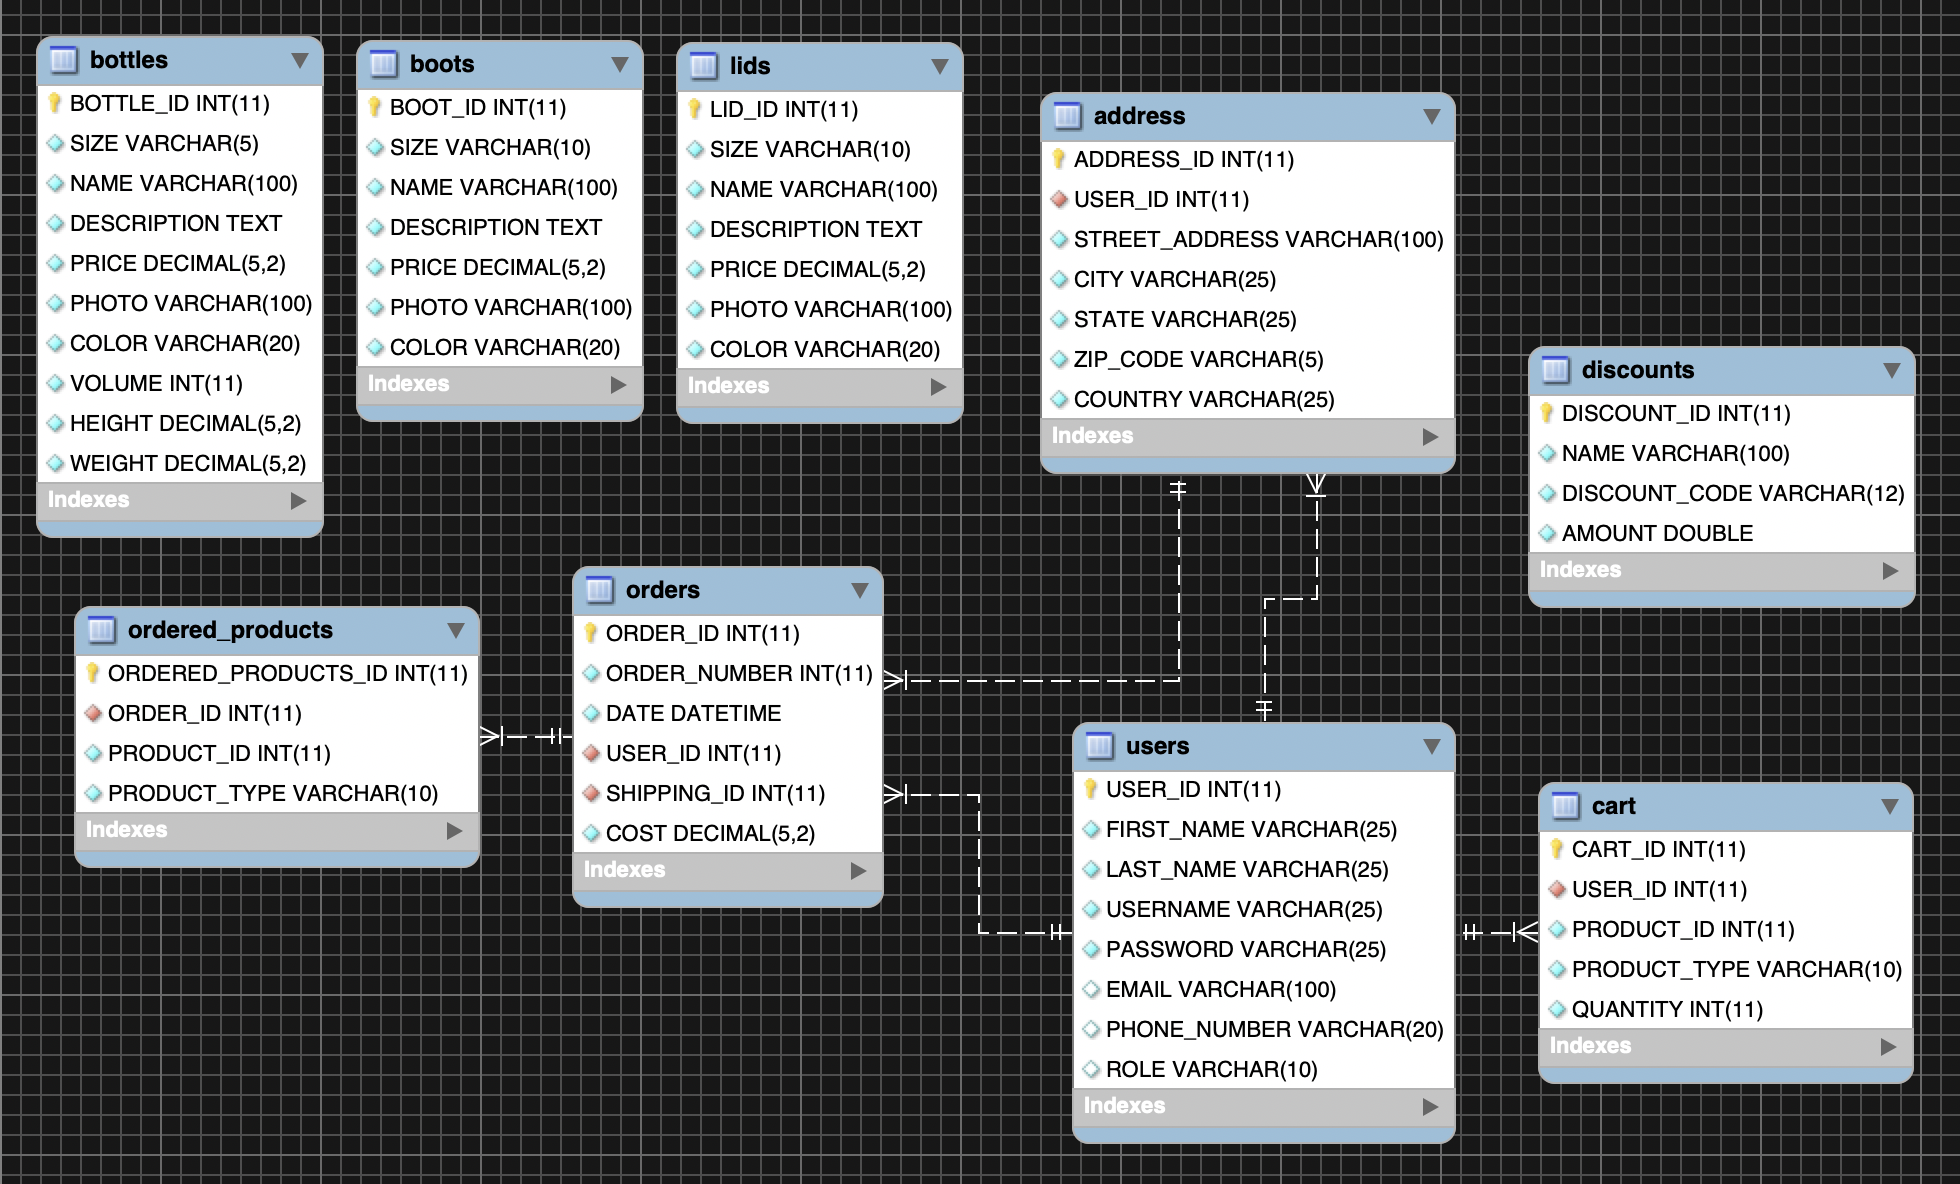 bottles
BOTTLE_ID INT(11)
SIZE VARCHAR(5)
NAME VARCHAR(100)
DESCRIPTION TEXT
PRICE DECIMAL(5,2)
PHOTO VARCHAR(100)
COLOR VARCHAR(20)
VOLUME INT(11)
HEIGHT DECIMAL(5,2)
WEIGHT DECIMAL(5,2)
Indexes
boots
BOOT_ID INT(11)
SIZE VARCHAR(10)
NAME VARCHAR(100)
DESCRIPTION TEXT
PRICE DECIMAL(5,2)
PHOTO VARCHAR(100)
COLOR VARCHAR(20)
Indexes
lids
LID_ID INT(11)
SIZE VARCHAR(10)
NAME VARCHAR(100)
DESCRIPTION TEXT
PRICE DECIMAL(5,2)
PHOTO VARCHAR(100)
COLOR VARCHAR(20)
Indexes
address
ADDRESS_ID INT(11)
USER_ID INT(11)
STREET_ADDRESS VARCHAR(100)
CITY VARCHAR(25)
STATE VARCHAR(25)
ZIP_CODE VARCHAR(5)
COUNTRY VARCHAR(25)
Indexes
discounts
DISCOUNT_ID INT(11)
NAME VARCHAR(100)
DISCOUNT_CODE VARCHAR(12)
AMOUNT DOUBLE
Indexes
ordered_products
ORDERED_PRODUCTS_ID INT(11)
ORDER_ID INT(11)
PRODUCT_ID INT(11)
PRODUCT_TYPE VARCHAR(10)
Indexes
orders
ORDER_ID INT(11)
ORDER_NUMBER INT(11)
DATE DATETIME
USER_ID INT(11)
SHIPPING_ID INT(11)
COST DECIMAL(5,2)
Indexes
users
USER_ID INT(11)
FIRST_NAME VARCHAR(25)
LAST_NAME VARCHAR(25)
USERNAME VARCHAR(25)
PASSWORD VARCHAR(25)
EMAIL VARCHAR(100)
PHONE_NUMBER VARCHAR(20)
ROLE VARCHAR(10)
Indexes
cart
CART_ID INT(11)
USER_ID INT(11)
PRODUCT_ID INT(11)
PRODUCT_TYPE VARCHAR(10)
QUANTITY INT(11)
Indexes